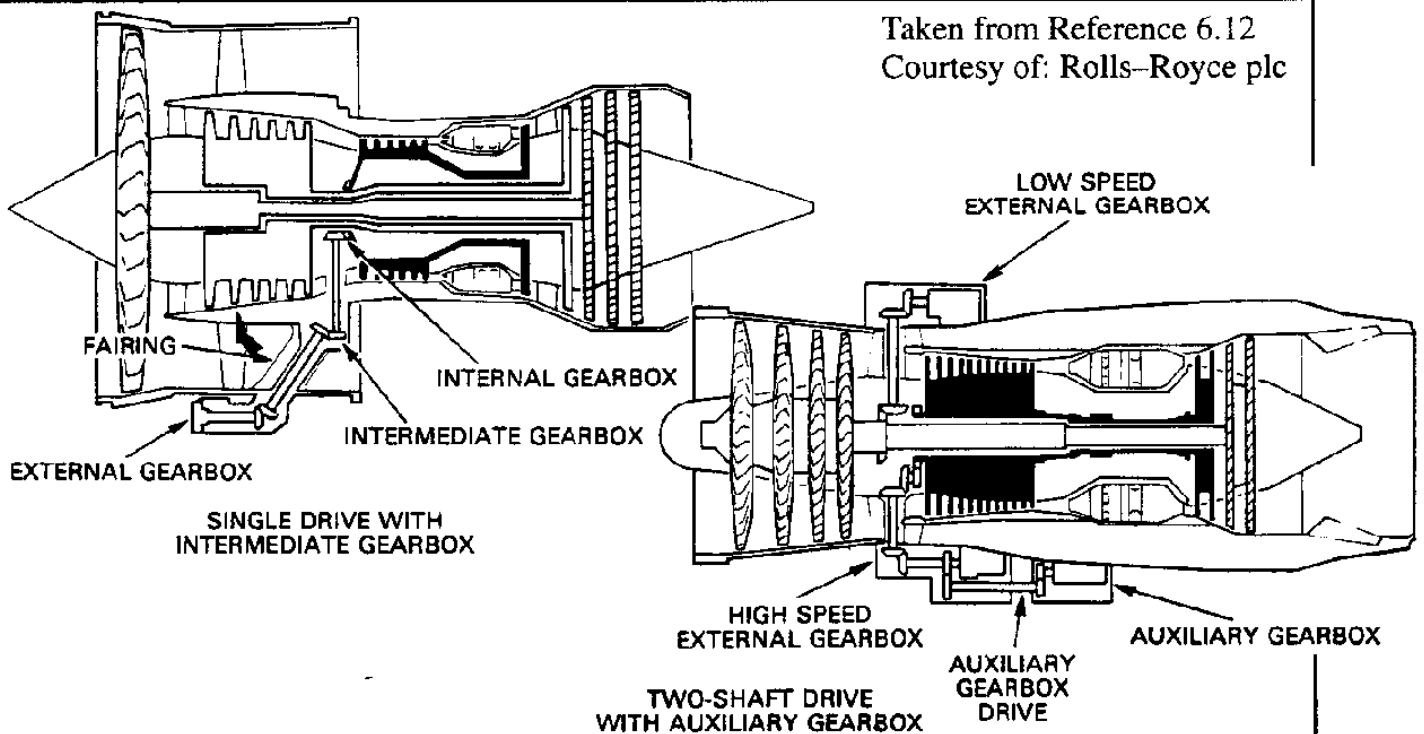 Taken from Reference 6.12
Courtesy of: Rolls–Royce plc
LOW SPEED
EXTERNAL GEARBOX
FAIRING
INTERNAL GEARBOX
INTERMEDIATE GEARBOX
EXTERNAL GEARBOX
SINGLE DRIVE WITH
INTERMEDIATE GEARBOX
HIGH SPEED
EXTERNAL GEARBOX
AUXILIARY
GEARBOX
DRIVE
AUXILIARY GEARBOX
TWO-SHAFT DRIVE
WITH AUXILIARY GEARBOX